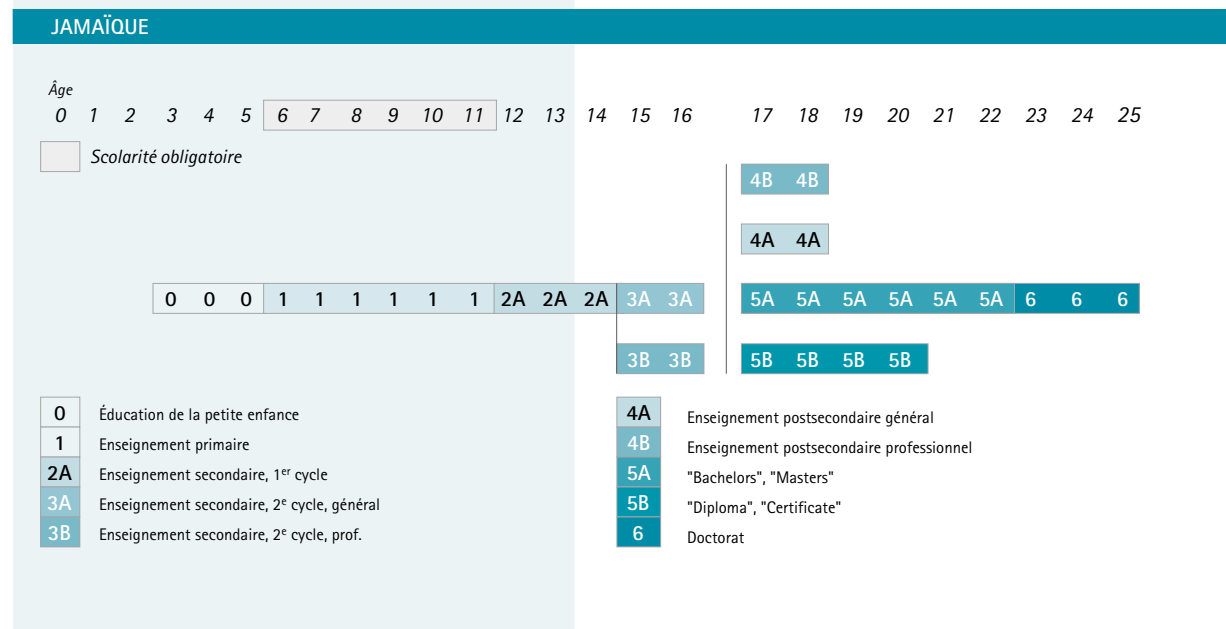 JAMAÏQUE
Âge
0 1 2 3 4 5 6 7 8 9 10 11 12 13 14 15 16 17 18 19 20 21 22 23 24 25
Scolarité obligatoire
4B 4B
4A 4A
0 0 0 1 1 1 1 1 1 2A 2A 2A 3A 3A 5A 5A 5A 5A 5A 5A 6 6 6
3B 3B 5B 5B 5B 5B
0 Éducation de la petite enfance
1 Enseignement primaire
2A Enseignement secondaire, 1er cycle
3A Enseignement secondaire, 2e cycle, général
3B Enseignement secondaire, 2e cycle, prof.
4A Enseignement postsecondaire général
4B Enseignement postsecondaire professionnel
5A "Bachelors", "Masters"
5B "Diploma", "Certificate"
6 Doctorat